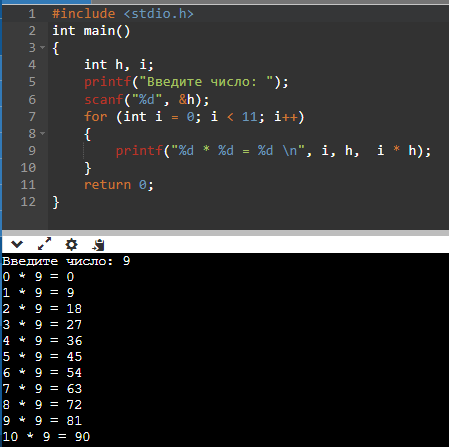 1 #include <stdio.h>
2 int main()
3 {
4     int h, i;
5     printf("Введите число: ");
6     scanf("%d", &h);
7     for (int i = 0; i < 11; i++)
8     {
9         printf("%d * %d = %d \n", i, h,  i * h);
10     }
11     return 0;
12 }
Введите число: 9
0 * 9 = 0
1 * 9 = 9
2 * 9 = 18
3 * 9 = 27
4 * 9 = 36
5 * 9 = 45
6 * 9 = 54
7 * 9 = 63
8 * 9 = 72
9 * 9 = 81
10 * 9 = 90